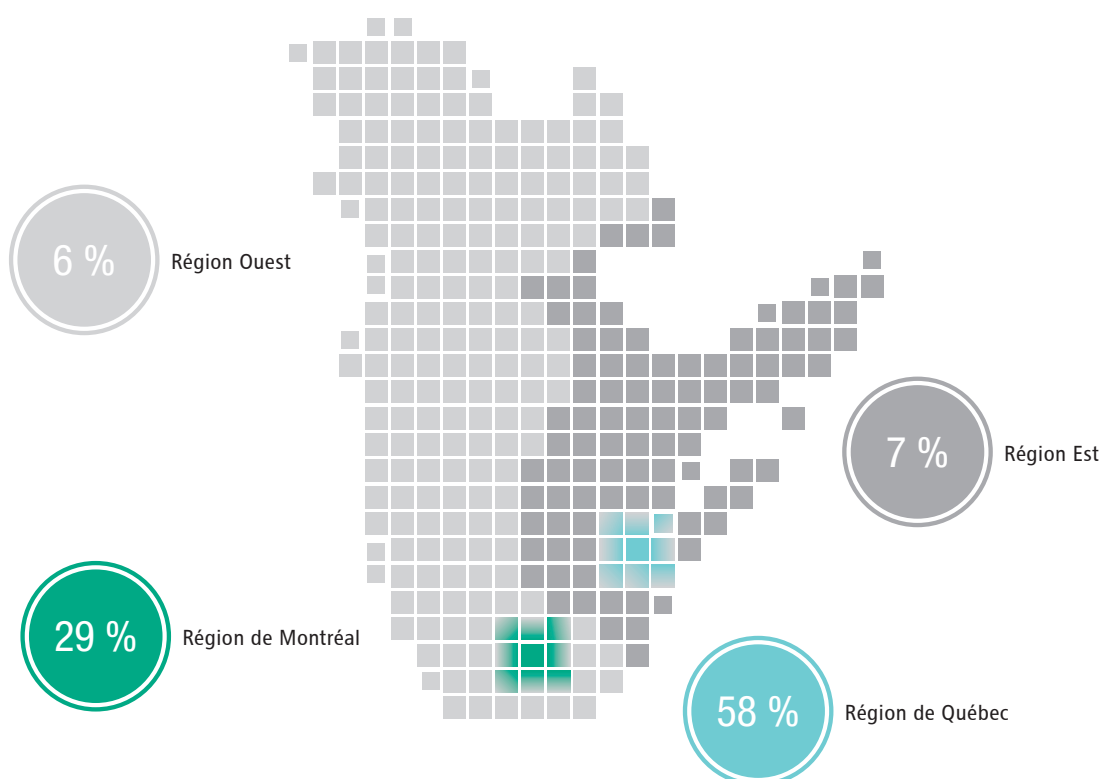 6 %
Région Ouest
7 %
Région Est
29 %
Région de Montréal
58 %
Région de Québec